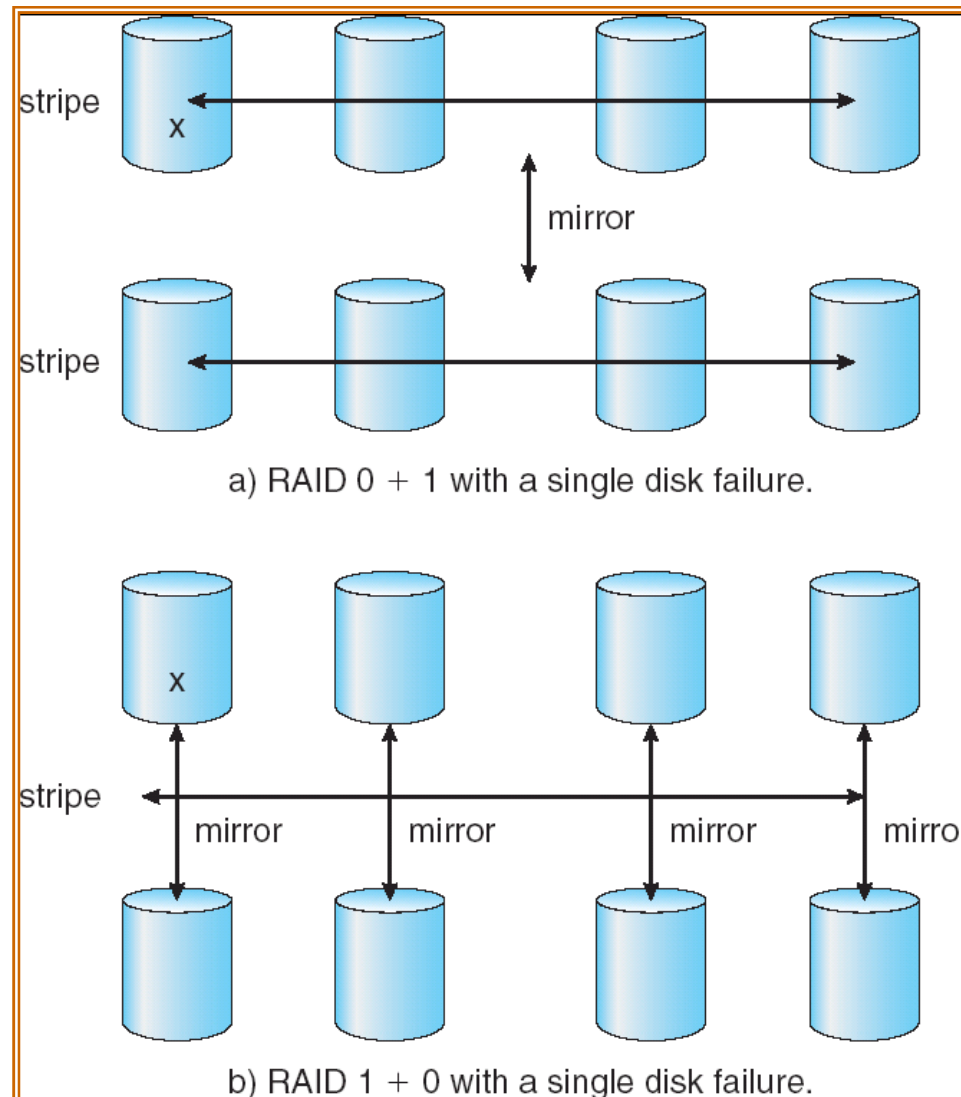 stripe
x
mirror
stripe
a) RAID 0 + 1 with a single disk failure.
x
stripe
mirror
mirror
mirror
mirro
b) RAID 1 + 0 with a single disk failure.